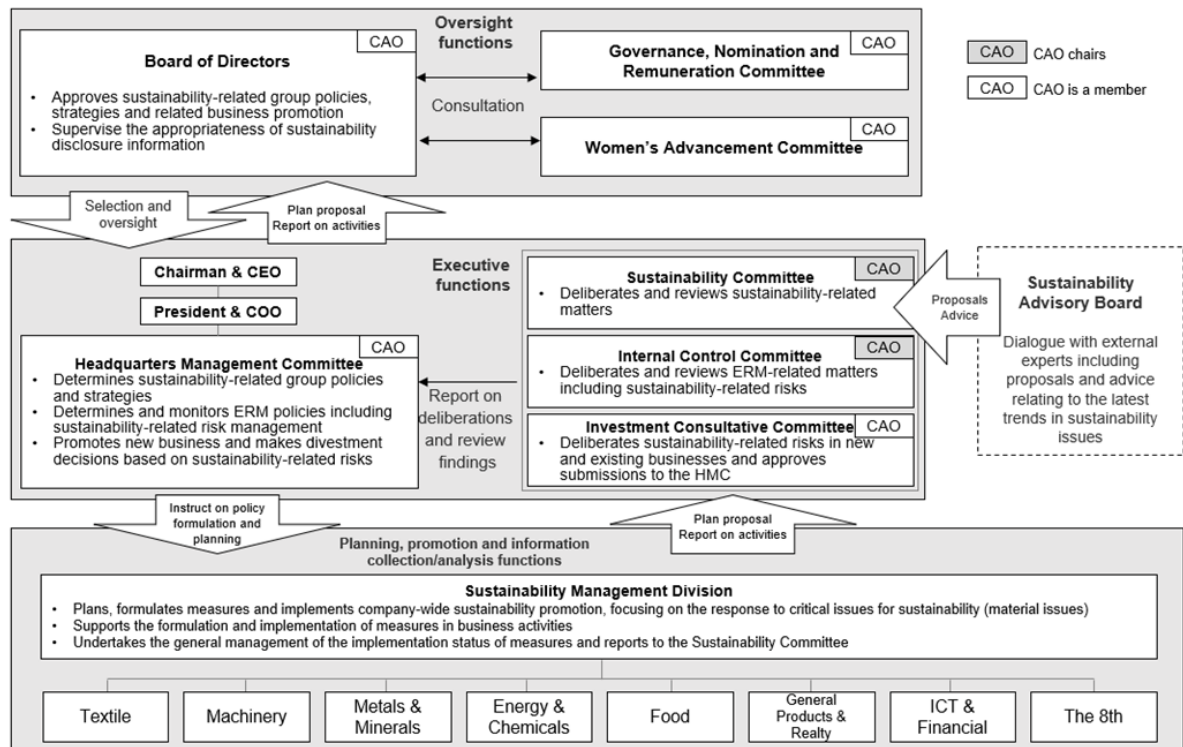 Oversight
functions
CAO
Board of Directors
• Approves sustainability-related group policies,
strategies and related business promotion
• Supervise the appropriateness of sustainability
disclosure information
Consultation
CAO
Governance, Nomination and
Remuneration Committee
CAO
Women's Advancement Committee
CAO CAO chairs
CAO CAO is a member
Selection and
oversight
Plan proposal
Report on activities
Chairman & CEO
President & COO
Executive
functions
CAO
Headquarters Management Committee
• Determines sustainability-related group policies
and strategies
• Determines and monitors ERM policies including
sustainability-related risk management
• Promotes new business and makes divestment
decisions based on sustainability-related risks
Report on
deliberations
and review
findings
CAO
Sustainability Committee
• Deliberates and reviews sustainability-related
matters
CAO
Internal Control Committee
• Deliberates and reviews ERM-related matters
including sustainability-related risks
CAO
Investment Consultative Committee
• Deliberates sustainability-related risks in new
and existing businesses and approves
submissions to the HMC
Proposals
Advice
Sustainability
Advisory Board
Dialogue with external
experts including
proposals and advice
relating to the latest
trends in sustainability
issues
Instruct on policy
formulation and
planning
Plan proposal
Report on activities
Planning, promotion and information
collection/analysis functions
Sustainability Management Division
• Plans, formulates measures and implements company-wide sustainability promotion, focusing on the response to critical issues for sustainability (material issues)
• Supports the formulation and implementation of measures in business activities
• Undertakes the general management of the implementation status of measures and reports to the Sustainability Committee
Textile
Machinery
Metals &
Minerals
Energy &
Chemicals
Food
General
Products &
Realty
ICT &
Financial
The 8th